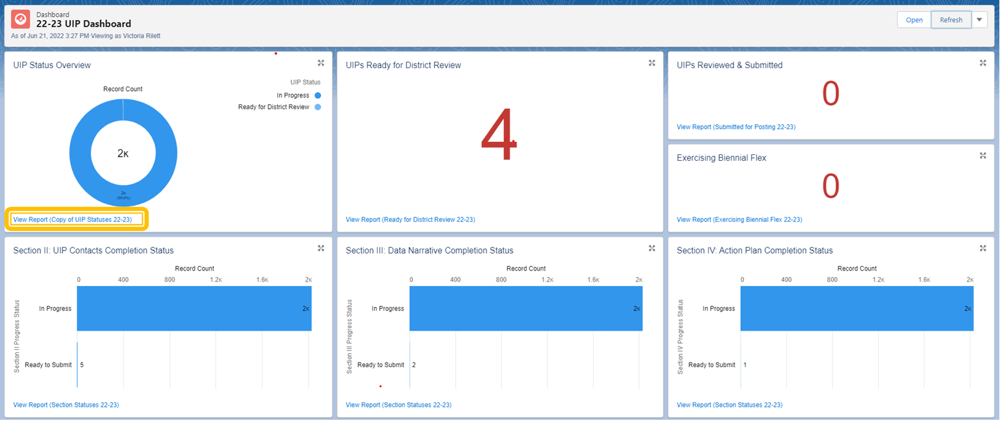 Dashboard
22-23 UIP Dashboard
As of Jun 21, 2022 3:27 PM·Viewing as Victoria Rilett
Open
Refresh
UIP Status Overview
Record Count
UIP Status
In Progress
Ready for District Review
2K
2K
(99.8%)
View Report (Copy of UIP Statuses 22-23)
UIPs Ready for District Review
4
View Report (Ready for District Review 22-23)
UIPs Reviewed & Submitted
0
View Report (Submitted for Posting 22-23)
Exercising Biennial Flex
0
View Report (Exercising Biennial Flex 22-23)
Section II: UIP Contacts Completion Status
Record Count
0 400 800 1.2K 1.6K 2K
Section II Progress Status
In Progress 2K
Ready to Submit 5
View Report (Section Statuses 22-23)
Section III: Data Narrative Completion Status
Record Count
0 400 800 1.2K 1.6K 2K
Section III Progress Status
In Progress 2K
Ready to Submit 2
View Report (Section Statuses 22-23)
Section IV: Action Plan Completion Status
Record Count
0 400 800 1.2K 1.6K 2K
Section IV Progress Status
In Progress 2K
Ready to Submit 1
View Report (Section Statuses 22-23)